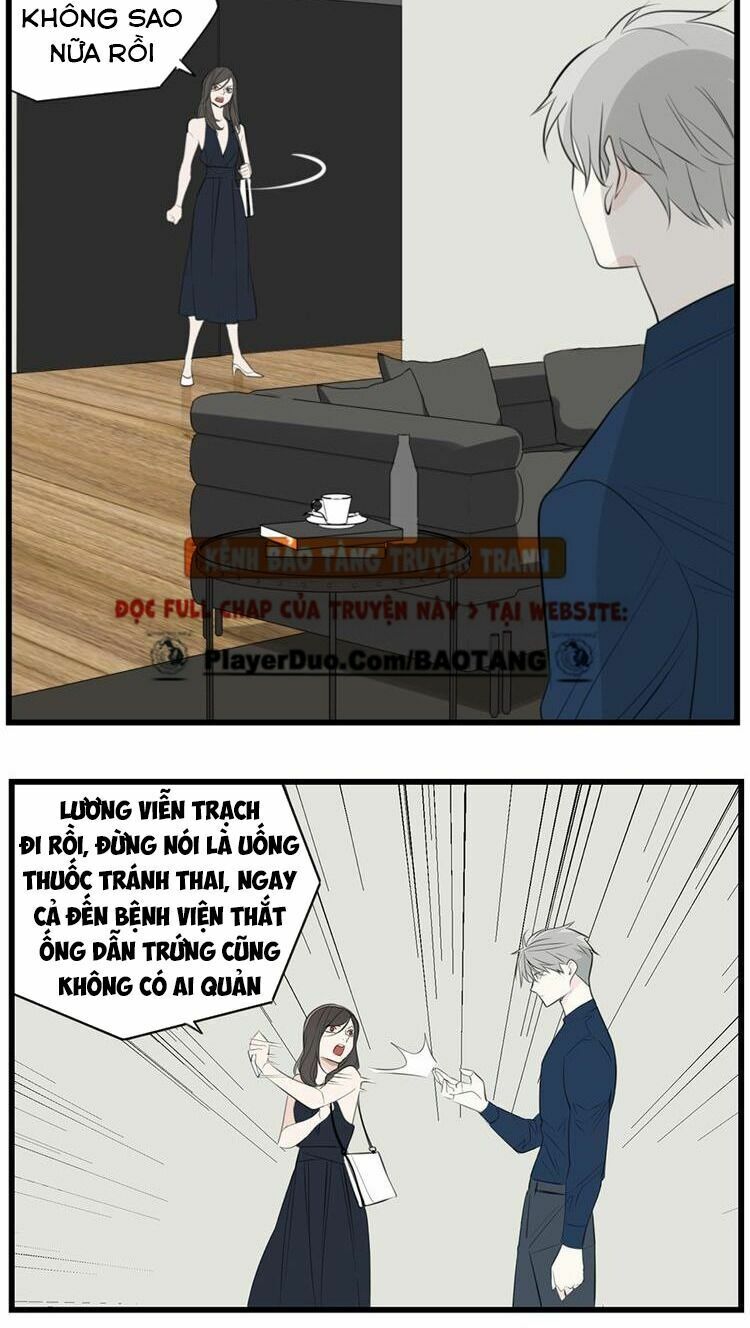 KHÔNG SAO
NỮA RỒI
KÊNH BẢO TÀNG TRUYỆN TRANH
ĐỌC FULL CHAP CỦA TRUYỆN NÀY > TẠI WEBSITE:
PLAYERDUO.COM/BAOTANG
LƯƠNG VIỄN TRẠCH
ĐI RỒI, ĐỪNG NÓI LÀ UỐNG
THUỐC TRÁNH THAI, NGAY
CẢ ĐẾN BỆNH VIỆN THẮT
ỐNG DẪN TRỨNG CŨNG
KHÔNG CÓ AI QUẢN